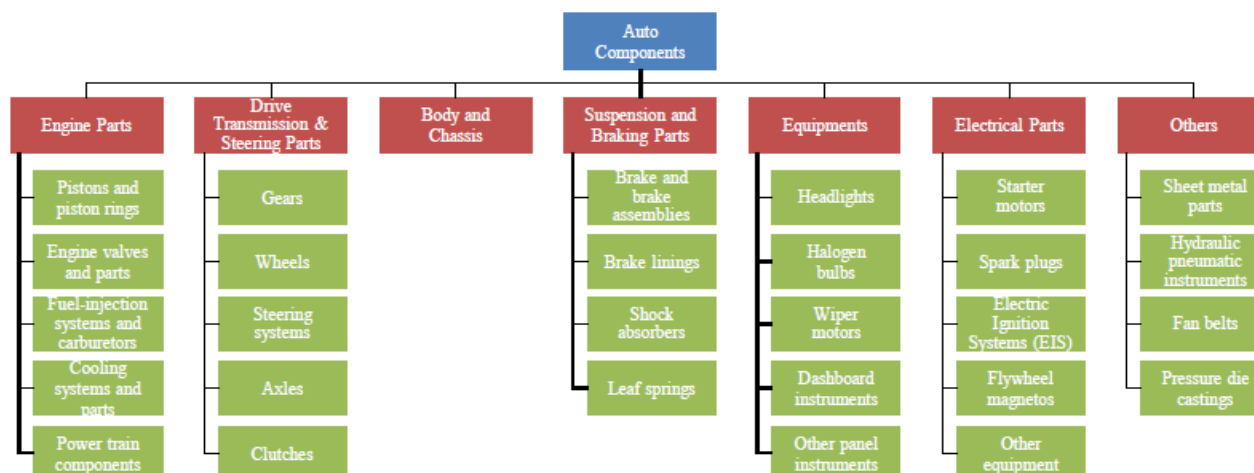 Auto
Components
Engine Parts
Drive
Transmission &
Steering Parts
Body and
Chassis
Suspension and
Braking Parts
Equipments
Electrical Parts
Others
Pistons and
piston rings
Engine valves
and parts
Fuel-injection
systems and
carburetors
Cooling
systems and
parts
Power train
components
Gears
Wheels
Steering
systems
Axles
Clutches
Brake and
brake
assemblies
Brake linings
Shock
absorbers
Leaf springs
Headlights
Halogen
bulbs
Wiper
motors
Dashboard
instruments
Other panel
instruments
Starter
motors
Spark plugs
Electric
Ignition
Systems (EIS)
Flywheel
magnetos
Other
equipment
Sheet metal
parts
Hydraulic
pneumatic
instruments
Fan belts
Pressure die
castings